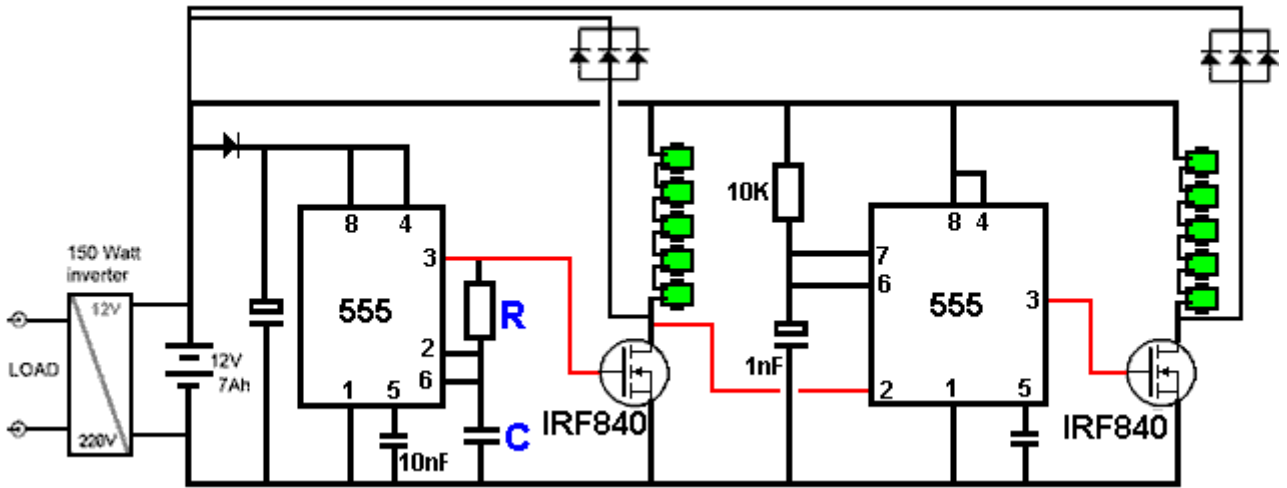 150 Watt
inverter
12V
220V
LOAD
12V
7Ah
8 4
3
555
2
6
1 5
10nF
R
C
IRF840
10K
1nF
8 4
7
6
555
3
2
1 5
IRF840